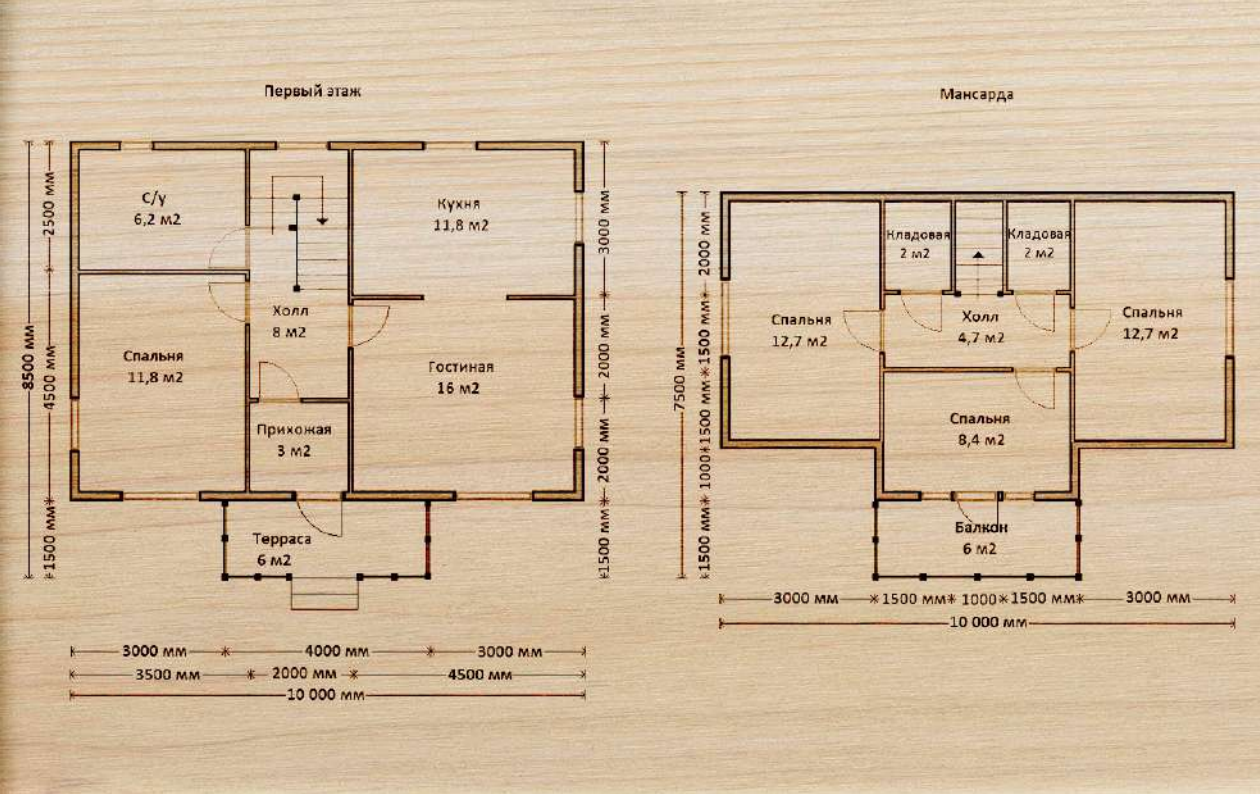 Первый этаж
С/у
6,2 м2
Кухня
11,8 м2
Холл
8 м2
Спальня
11,8 м2
Гостиная
16 м2
Прихожая
3 м2
Терраса
6 м2
8500 мм
2500 мм
4500 мм
1500 мм
3000 мм
2000 мм
2000 мм
1500 мм
3000 мм
4000 мм
3000 мм
3500 мм
2000 мм
4500 мм
10 000 мм
Мансарда
Кладовая
2 м2
Кладовая
2 м2
Спальня
12,7 м2
Холл
4,7 м2
Спальня
12,7 м2
Спальня
8,4 м2
Балкон
6 м2
7500 мм
2000 мм
1500 мм
1500 мм
1000
1500 мм
3000 мм
1500 мм
1000
1500 мм
3000 мм
10 000 мм